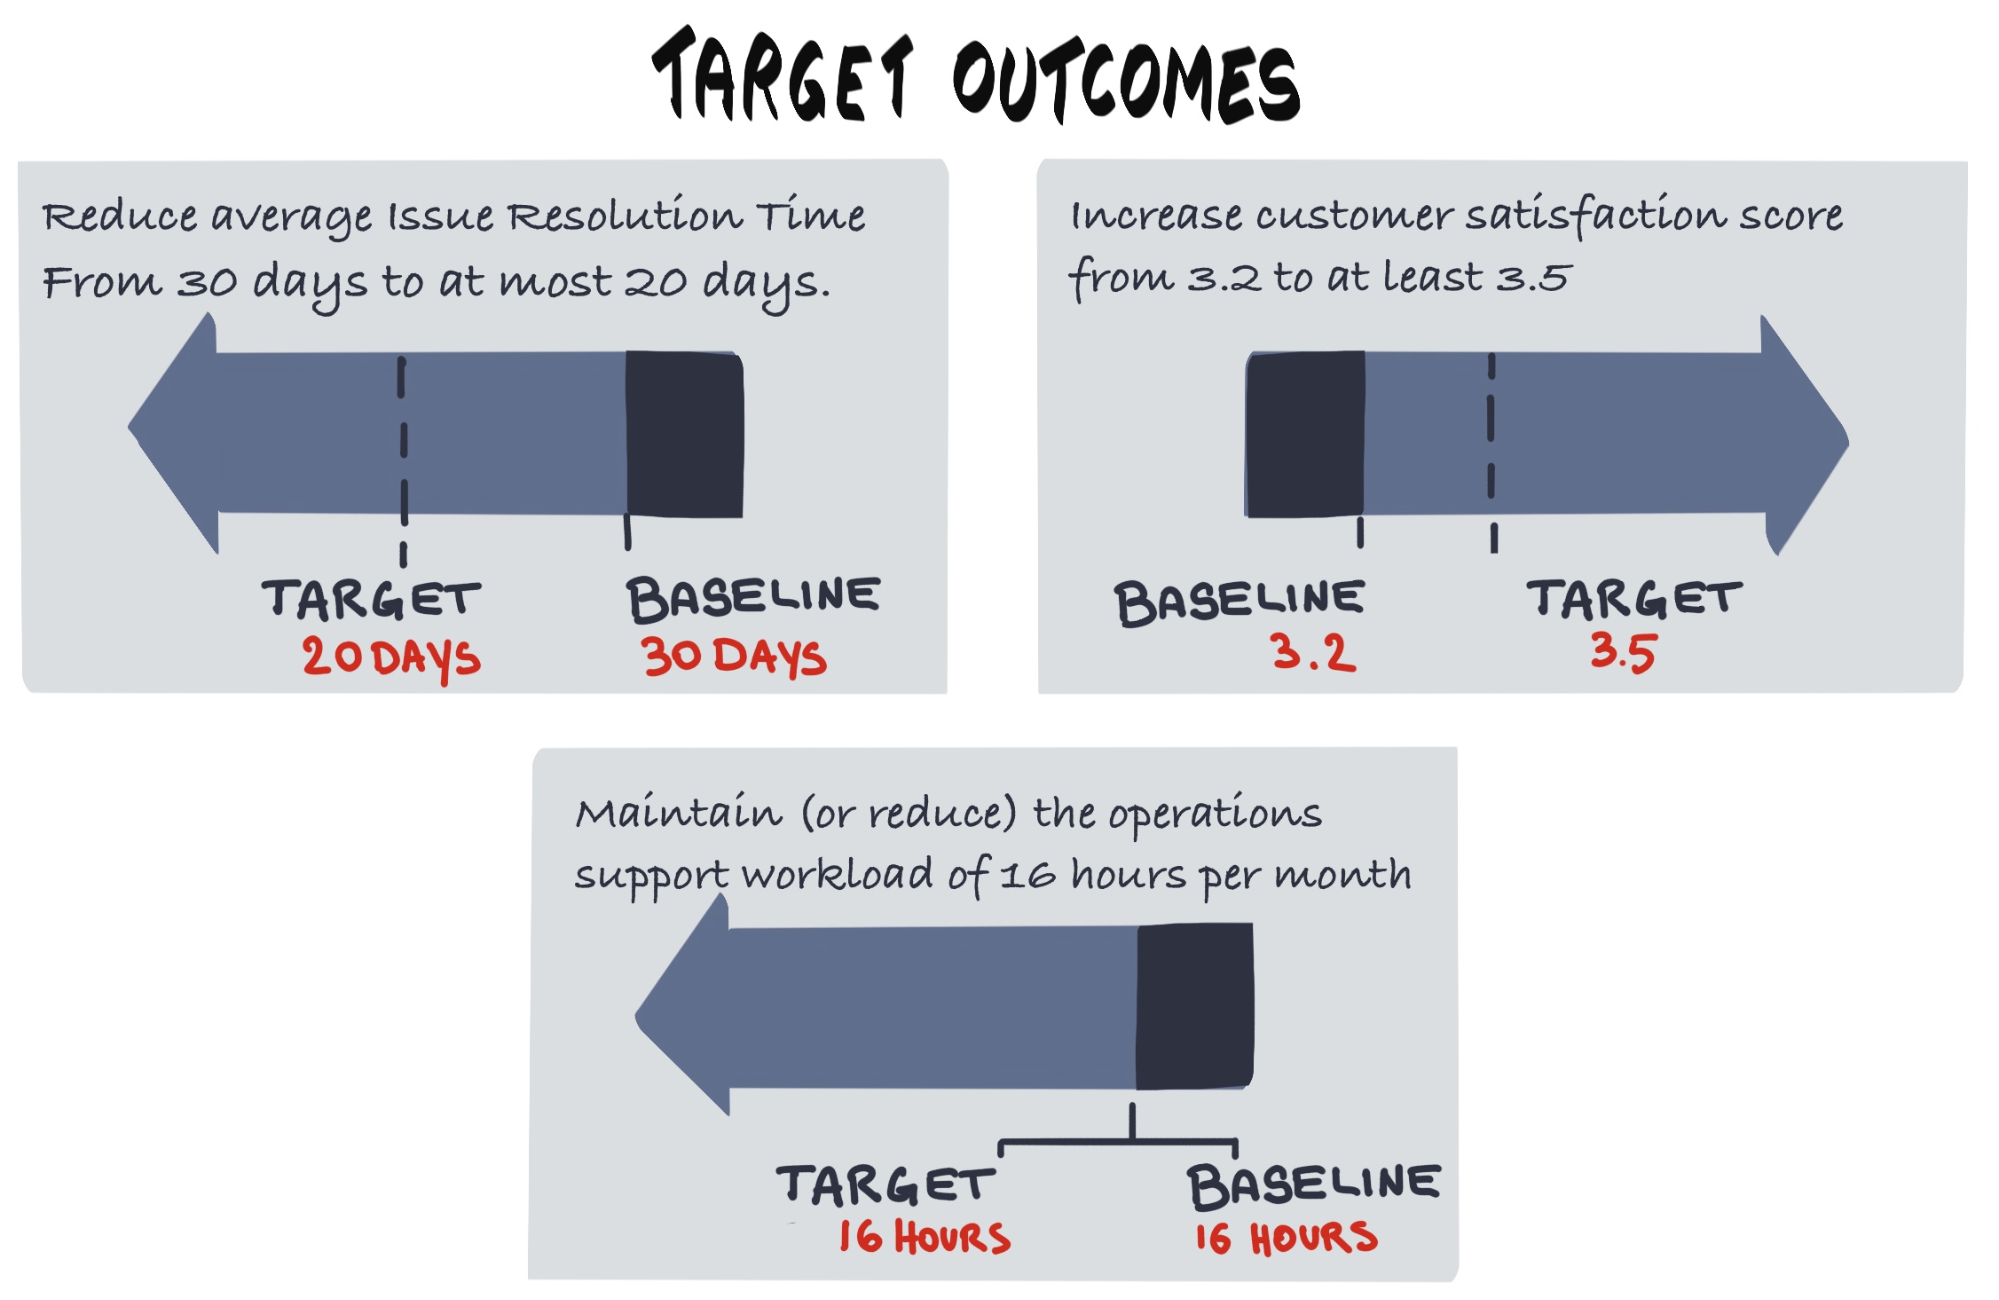 TARGET OUTCOMES
Reduce average Issue Resolution Time
From 30 days to at most 20 days.
TARGET
20 DAYS
BASELINE
30 DAYS
Increase customer satisfaction score
from 3.2 to at least 3.5
BASELINE
3.2
TARGET
3.5
Maintain (or reduce) the operations
support workload of 16 hours per month
TARGET
16 HOURS
BASELINE
16 HOURS